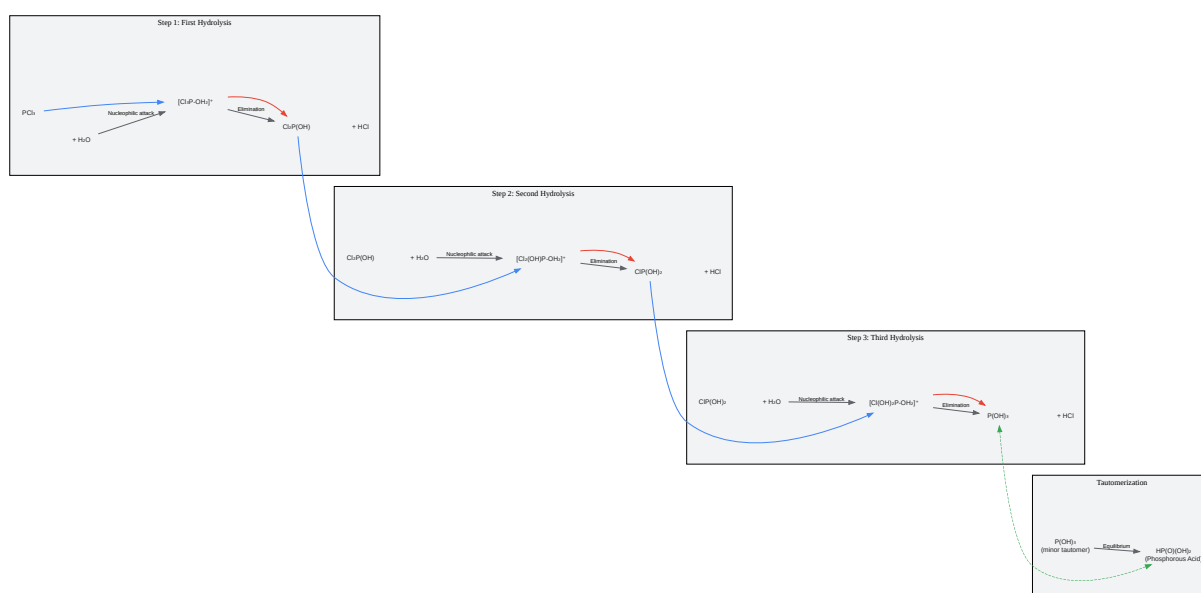 Step 1: First Hydrolysis
[Cl₃P-OH₂]⁺
Elimination
PCl₃
Nucleophilic attack
Cl₂P(OH)
+ HCl
+ H₂O
Step 2: Second Hydrolysis
Cl₂P(OH)
+ H₂O
Nucleophilic attack
[Cl₂(OH)P-OH₂]⁺
Elimination
ClP(OH)₂
+ HCl
Step 3: Third Hydrolysis
ClP(OH)₂
+ H₂O
Nucleophilic attack
[Cl(OH)₂P-OH₂]⁺
Elimination
P(OH)₃
+ HCl
Tautomerization
P(OH)₃
(minor tautomer)
Equilibrium
HP(O)(OH)₂
(Phosphorous Acid)